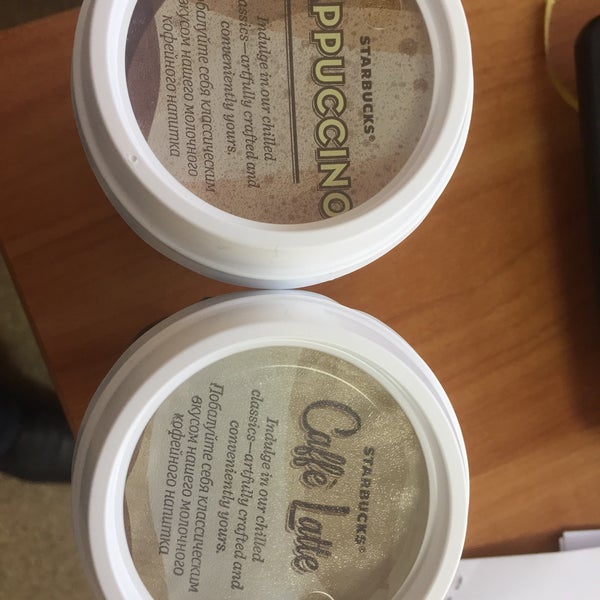 STARBUCKS®
APPUCCINO
Indulge in our chilled
classics—artfully crafted and
conveniently yours.
Побалуйте себя классическим
вкусом нашего молочного
кофейного напитка
STARBUCKS®
Caffè Latte
Indulge in our chilled
classics—artfully crafted and
conveniently yours.
Побалуйте себя классическим
вкусом нашего молочного
кофейного напитка